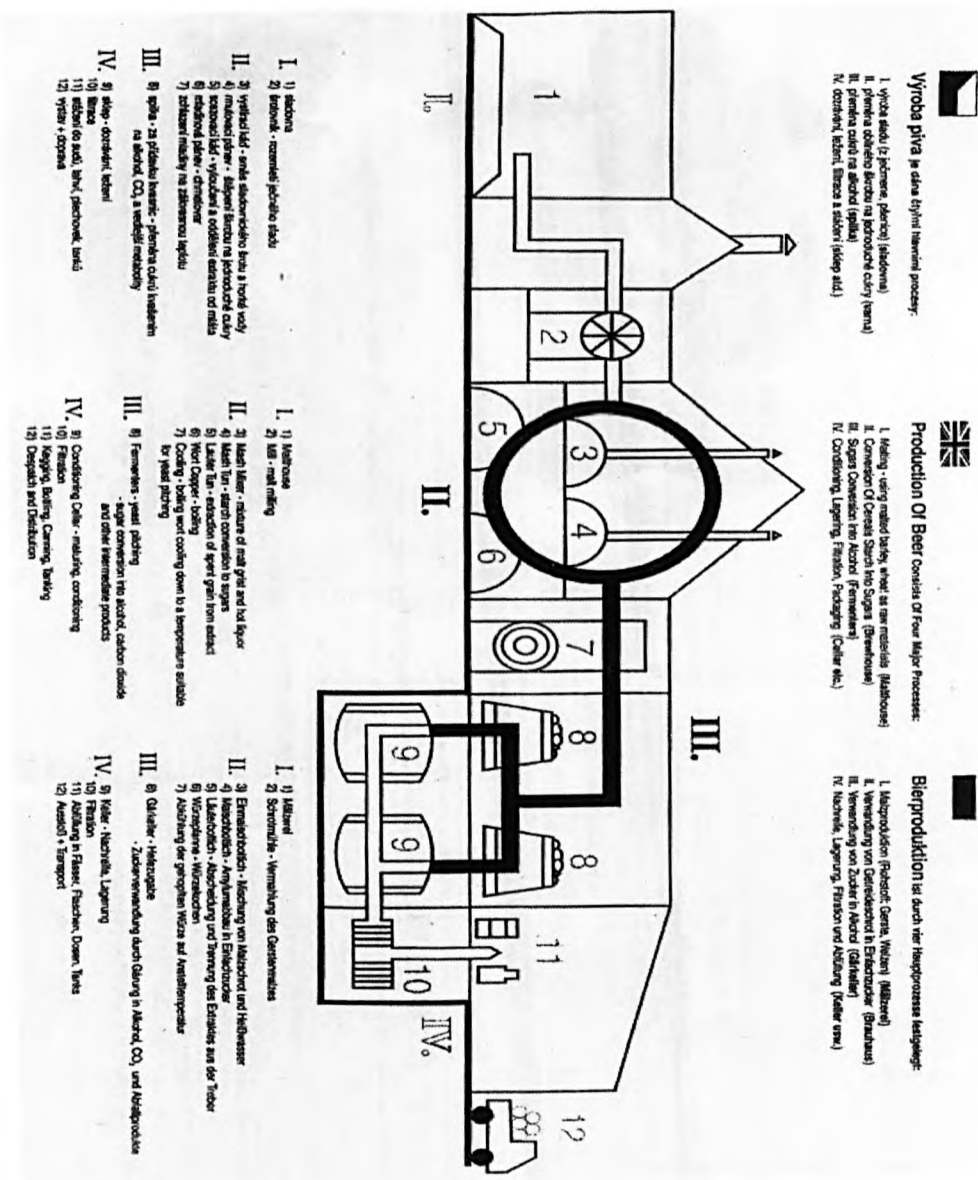 Výroba piva je dána čtyřmi hlavními procesy:
I. výroba sladu (z ječmene, pšenice) (sladovna)
II. přeměna obilného škrobu na jednoduché cukry (varna)
III. přeměna cukrů na alkohol (spilka)
IV. dozrávání, ležení, filtrace a stáčení (sklep atd.)
Production Of Beer Consists Of Four Major Processes:
I. Malting - using malted barley, wheat as raw materials (Malthouse)
II. Conversion Of Cereals Starch Into Sugars (Brewhouse)
III. Sugars Conversion Into Alcohol (Fermenters)
IV. Conditioning, Lagering, Filtration, Packaging (Cellar etc.)
Bierproduktion ist durch vier Hauptprozesse festgelegt:
I. Malzproduktion (Rohstoff: Gerste, Weizen) (Mälzerei)
II. Verwandlung von Getreideschrot in Einfachzucker (Brauhaus)
III. Verwandlung von Zucker in Alkohol (Gärkeller)
IV. Nachreife, Lagerung, Filtration und Abfüllung (Keller usw.)
III.
1
2
3
4
5
6
7
8
8
9
9
10
11
12
II.
IV.
I. 1) sladovna
2) šrotovník - rozemletí ječného sladu
II. 3) vystírací káď - směs sladovnického šrotu a horké vody
4) rmutovací pánev - štěpení škrobu na jednoduché cukry
5) scezovací káď - vyloučení a oddělení extraktu od mláta
6) mladinová pánev - chmelovar
7) zchlazení mladiny na zákvasnou teplotu
III. 8) spilka - za přídavku kvasnic - přeměna cukrů kvašením
na alkohol, CO₂ a vedlejší metabolity
IV. 9) sklep - dozrávání, ležení
10) filtrace
11) stáčení do sudů, lahví, plechovek, tanků
12) výstav + doprava
I. 1) Malthouse
2) Mill - malt milling
II. 3) Mash Mixer - mixture of malt grist and hot liquor
4) Mash Tun - starch conversion to sugars
5) Lauter Tun - extraction of spent grain from extract
6) Wort Copper - boiling
7) Cooling - boiling wort cooling down to a temperature suitable
for yeast pitching
III. 8) Fermenters - yeast pitching
- sugar conversion into alcohol, carbon dioxide
and other intermediate products
IV. 9) Conditioning Cellar - maturing, conditioning
10) Filtration
11) Kegging, Bottling, Canning, Tanking
12) Despatch and Distribution
I. 1) Mälzerei
2) Schrotmühle - Vermahlung des Gerstenmalzes
II. 3) Einmaischbottich - Mischung von Malzschrot und Heißwasser
4) Maischbottich - Amylumabbau in Einfachzucker
5) Läuterbottich - Abscheidung und Trennung des Extraktes aus der Treber
6) Würzepfanne - Würzekochen
7) Abkühlung der gehopften Würze auf Anstelltemperatur
III. 8) Gärkeller - Hefezugabe
- Zuckerverwandlung durch Gärung in Alkohol, CO₂ und Abfallprodukte
IV. 9) Keller - Nachreife, Lagerung
10) Filtration
11) Abfüllung in Fässer, Flaschen, Dosen, Tanks
12) Ausstoß + Transport